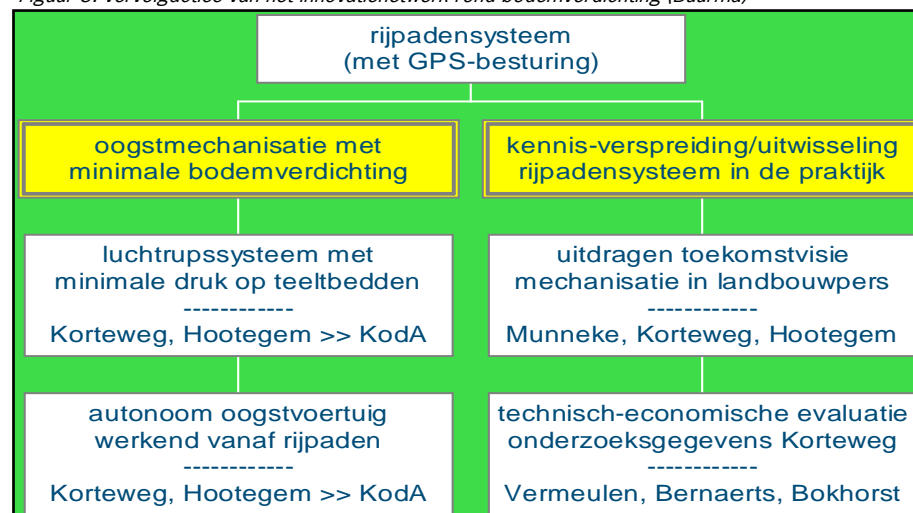 rijpadensysteem
(met GPS-besturing)
oogstmechanisatie met
minimale bodemverdichting
kennis-verspreiding/uitwisseling
rijpadensysteem in de praktijk
luchtrupssysteem met
minimale druk op teeltbedden
------------
Korteweg, Hootegem >> KodA
uitdragen toekomstvisie
mechanisatie in landbouwpers
------------
Munneke, Korteweg, Hootegem
autonoom oogstvoertuig
werkend vanaf rijpaden
------------
Korteweg, Hootegem >> KodA
technisch-economische evaluatie
onderzoeksgegevens Korteweg
------------
Vermeulen, Bernaerts, Bokhorst